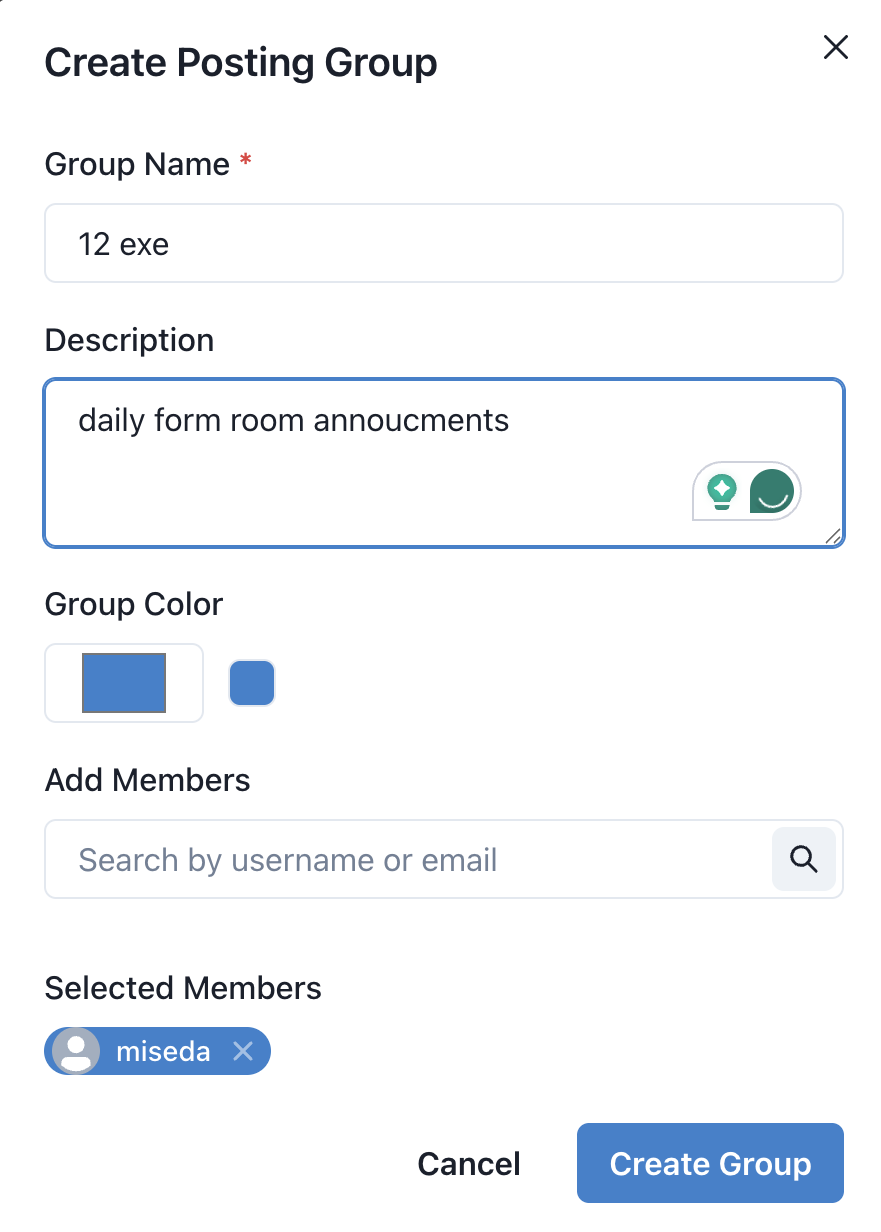 Create Posting Group
Group Name *
12 exe
Description
daily form room annoucments
Group Color
Add Members
Search by username or email
Selected Members
miseda
Cancel
Create Group